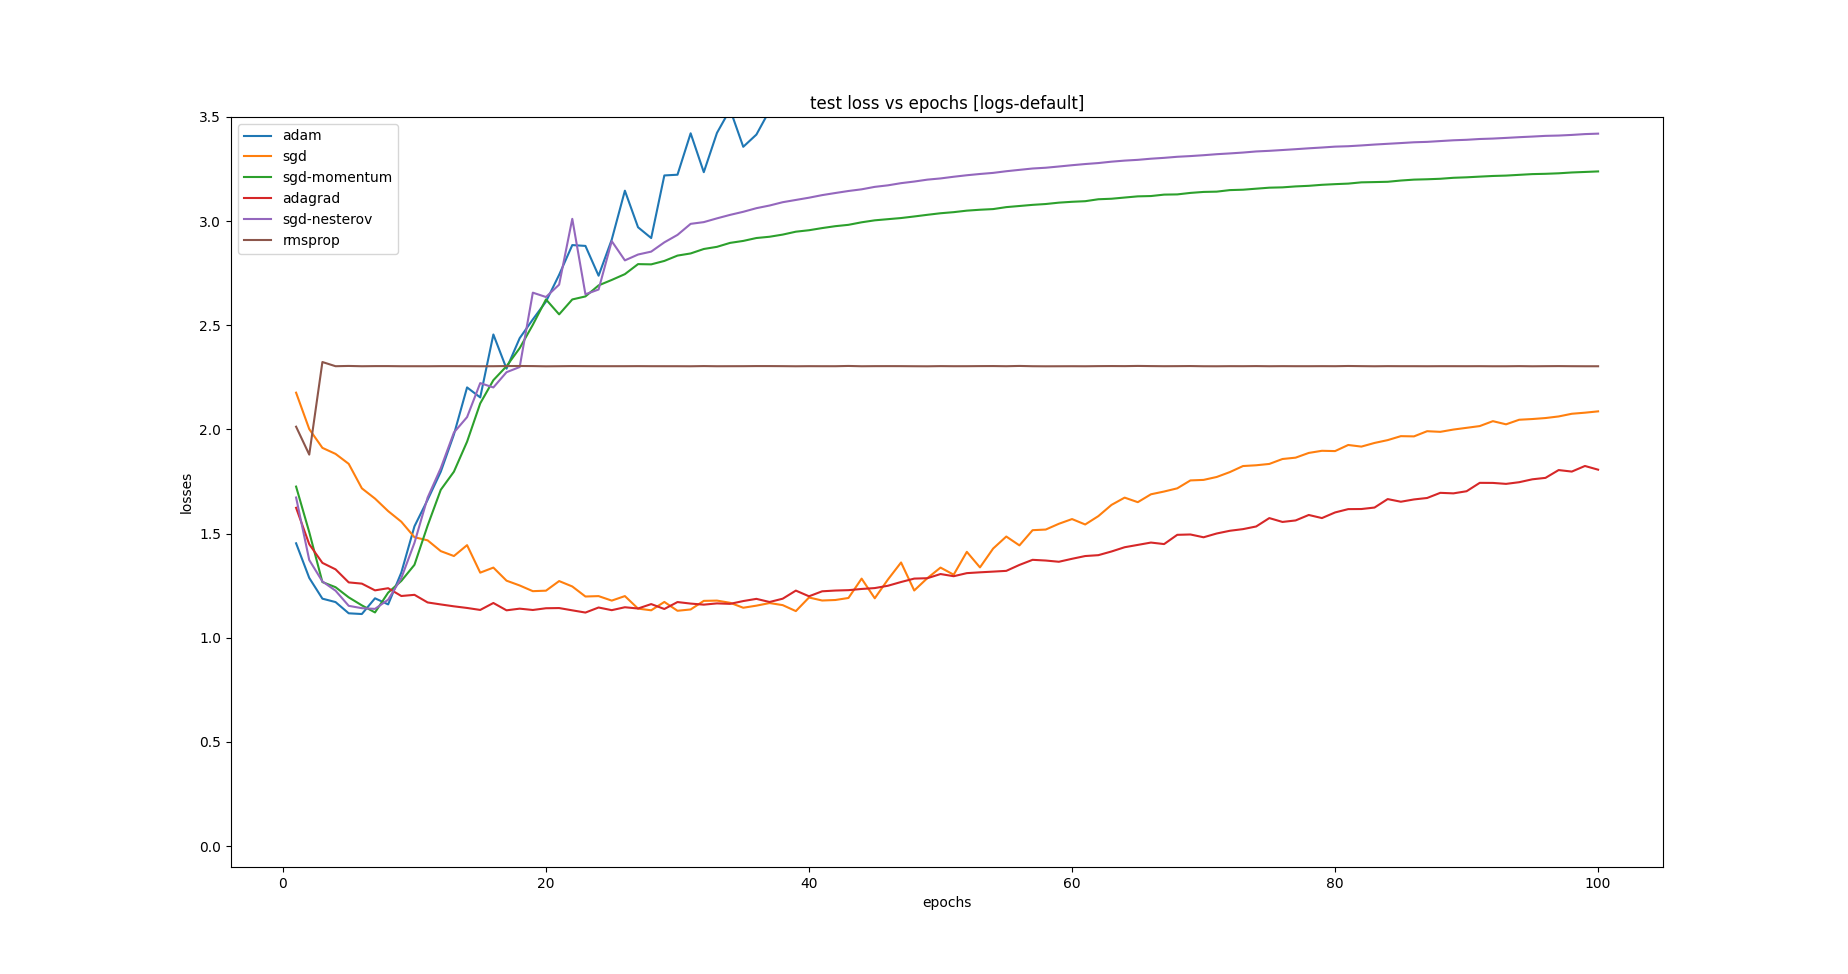 test loss vs epochs [logs-default]
adam
sgd
sgd-momentum
adagrad
sgd-nesterov
rmsprop
3.5
3.0
2.5
2.0
1.5
1.0
0.5
0.0
losses
0 20 40 60 80 100
epochs